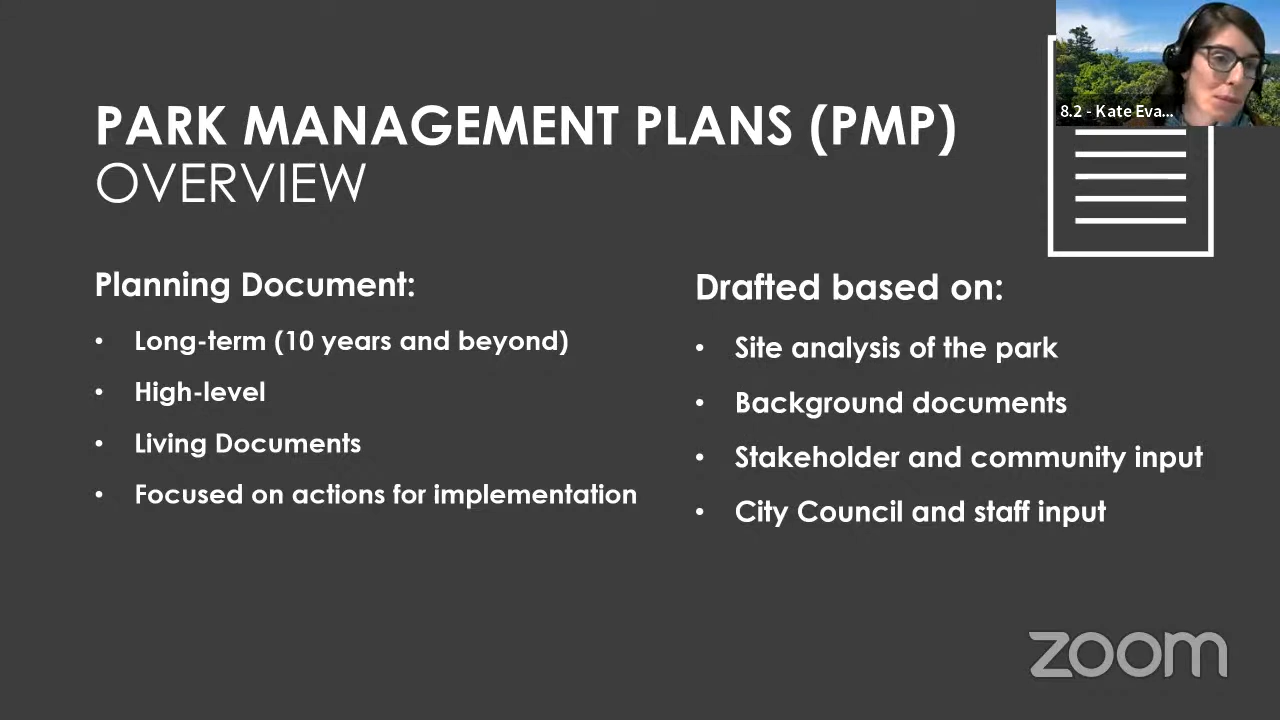 8.2 - Kate Eva...
PARK MANAGEMENT PLANS (PMP)
OVERVIEW
Planning Document:
• Long-term (10 years and beyond)
• High-level
• Living Documents
• Focused on actions for implementation
Drafted based on:
• Site analysis of the park
• Background documents
• Stakeholder and community input
• City Council and staff input
zoom